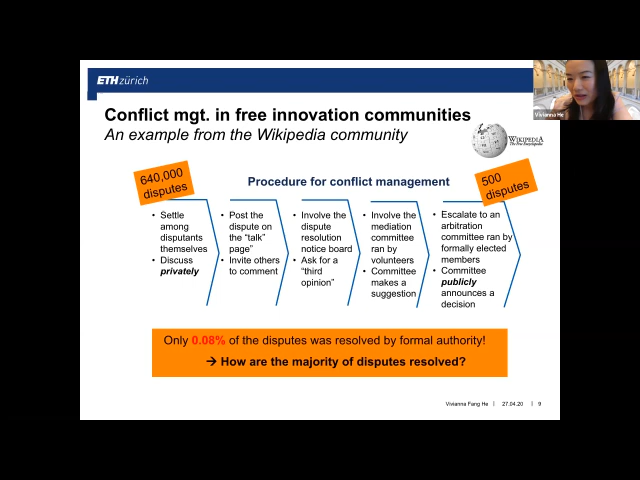 ETHzürich
Conflict mgt. in free innovation communities
An example from the Wikipedia community
Vivianna He
WIKIPEDIA
The Free Encyclopedia
640,000
disputes
Procedure for conflict management
500
disputes
• Settle
among
disputants
themselves
• Discuss
privately
• Post the
dispute on
the “talk”
page”
• Invite others
to comment
• Involve the
dispute
resolution
notice board
• Ask for a
“third
opinion”
• Involve the
mediation
committee
ran by
volunteers
• Committee
makes a
suggestion
• Escalate to an
arbitration
committee ran by
formally elected
members
• Committee
publicly
announces a
decision
Only 0.08% of the disputes was resolved by formal authority!
→ How are the majority of disputes resolved?
Vivianna Fang He | 27.04.20 | 9